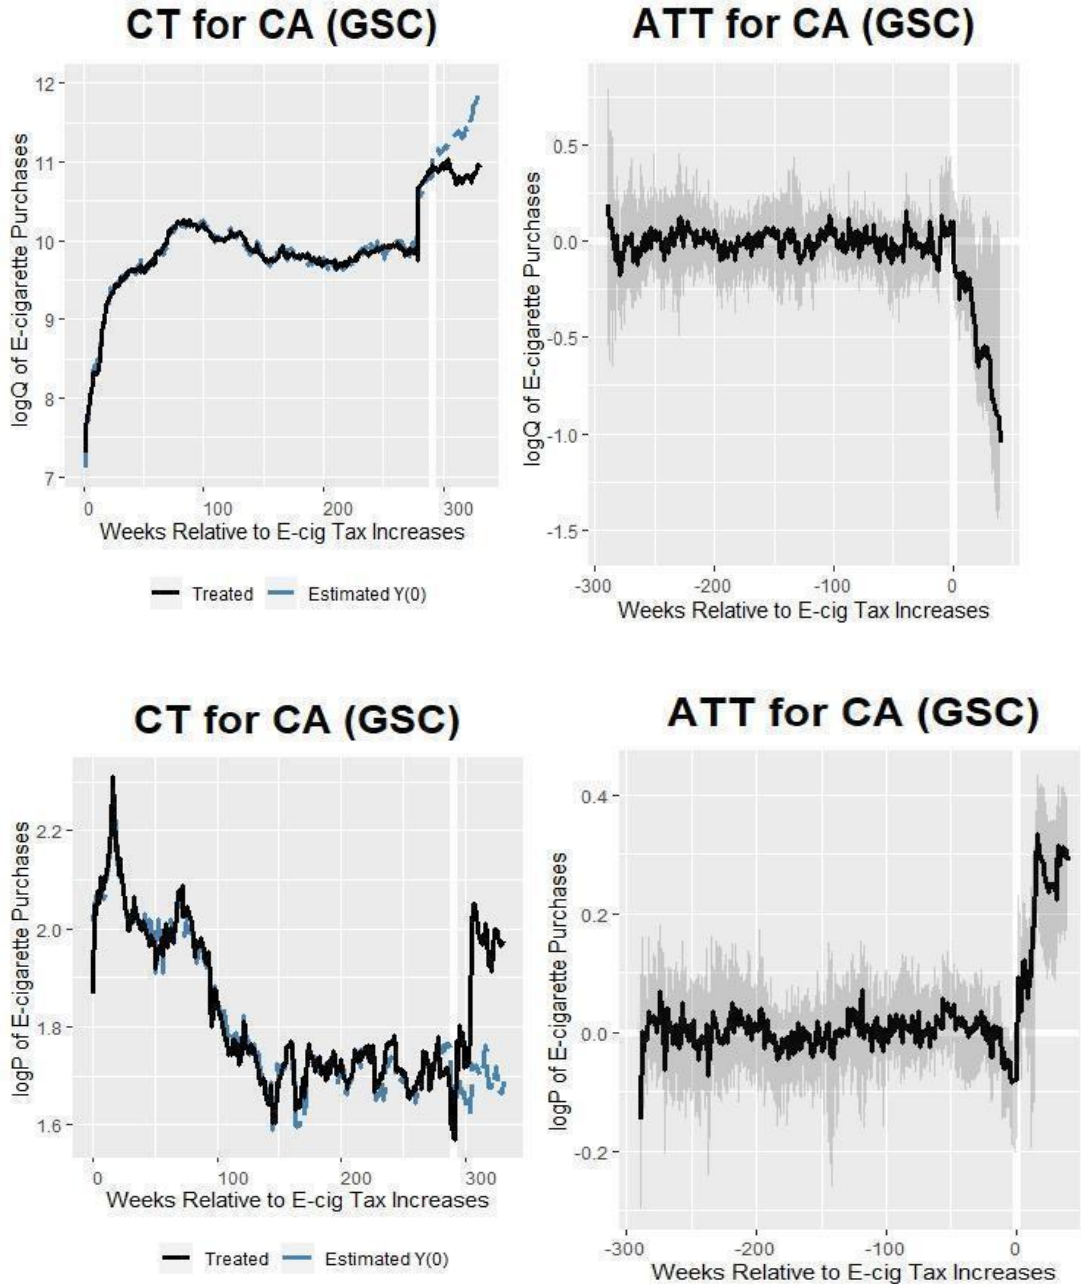 CT for CA (GSC)
12
11
10
9
8
7
logQ of E-cigarette Purchases
0
100
200
300
Weeks Relative to E-cig Tax Increases
Treated
Estimated Y(0)
ATT for CA (GSC)
0.5
0.0
-0.5
-1.0
-1.5
logQ of E-cigarette Purchases
-300
-200
-100
0
Weeks Relative to E-cig Tax Increases
CT for CA (GSC)
2.2
2.0
1.8
1.6
logP of E-cigarette Purchases
0
100
200
300
Weeks Relative to E-cig Tax Increases
Treated
Estimated Y(0)
ATT for CA (GSC)
0.4
0.2
0.0
-0.2
logP of E-cigarette Purchases
-300
-200
-100
0
Weeks Relative to E-cig Tax Increases